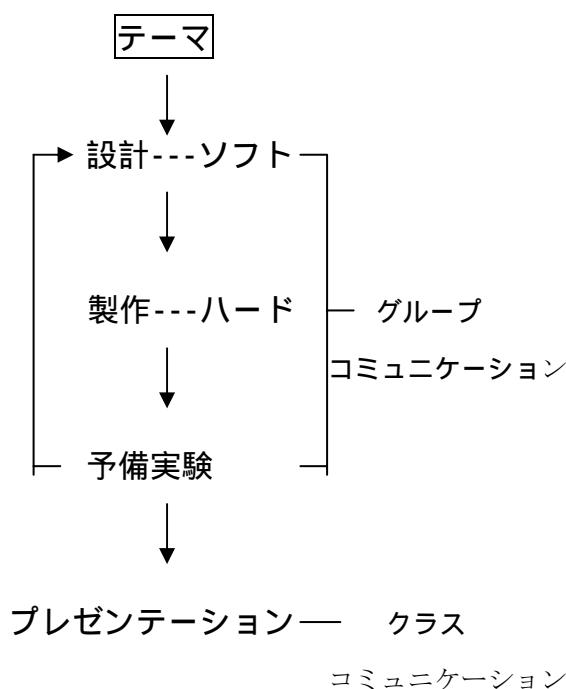 テーマ
設計---ソフト
製作---ハード
グループ
コミュニケーション
予備実験
プレゼンテーション
クラス
コミュニケーション